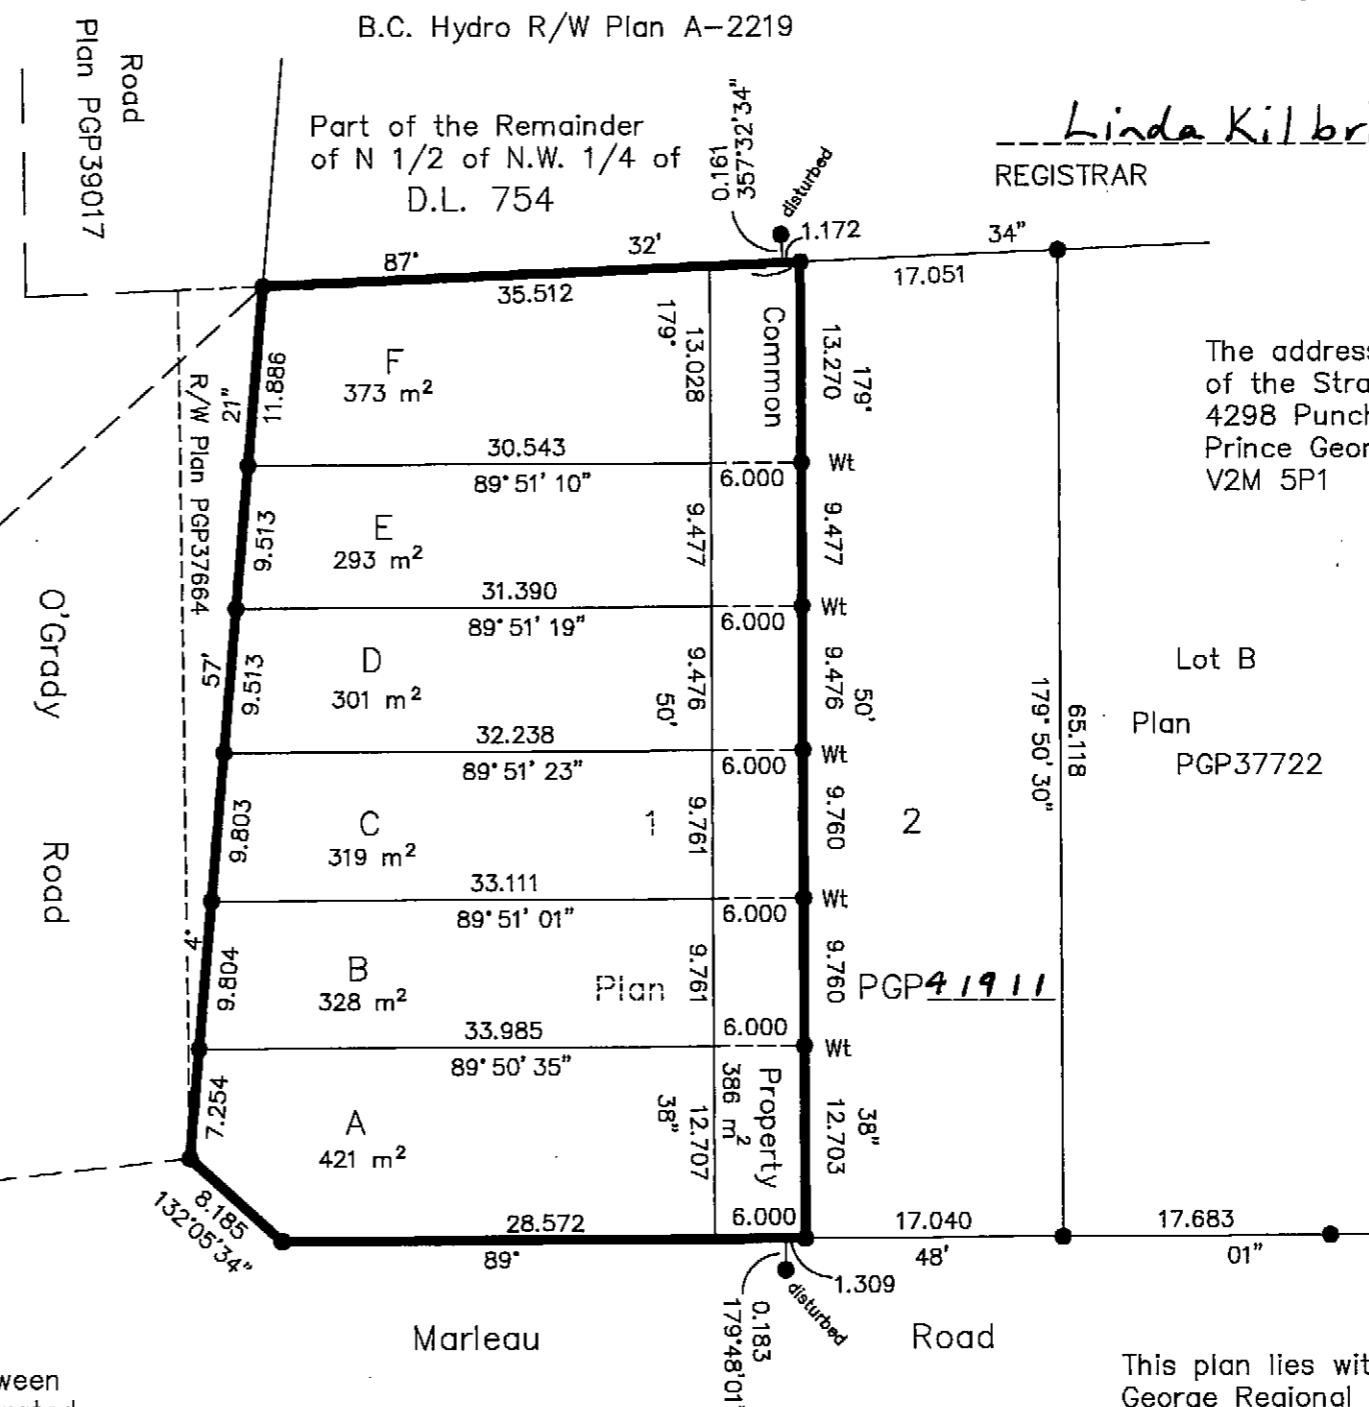 B.C. Hydro R/W Plan A-2219
Road
Plan PGP39017
Part of the Remainder
of N 1/2 of N.W. 1/4 of
D.L. 754
0.161
357°32'34"
disturbed
1.172
REGISTRAR
87°
32'
34"
35.512
17.051
The address
of the Stra
4298 Punch
Prince Geor
V2M 5P1
F
373 m²
11.886
21"
R/W Plan PGP37664
179°
13.028
Common
13.270
179°
30.543
89°51'10"
6.000
Wt
E
293 m²
9.513
9.477
9.477
31.390
89°51'19"
6.000
Wt
O'Grady
Road
57'
D
301 m²
9.513
9.476
50'
9.476
50'
32.238
89°51'23"
6.000
Wt
Lot B
Plan
PGP37722
179°50'30"
65.118
C
319 m²
9.803
1
9.761
9.760
2
33.111
89°51'01"
6.000
Wt
4°
B
328 m²
9.804
Plan
9.761
9.760
PGP41911
33.985
89°50'35"
6.000
Wt
A
421 m²
7.254
38"
12.707
386 m²
Property
12.703
38"
8.185
132°05'34"
28.572
6.000
17.040
17.683
89°
48'
01"
1.309
disturbed
0.183
179°48'01"
Marleau
Road
This plan lies wit
George Regional
ween